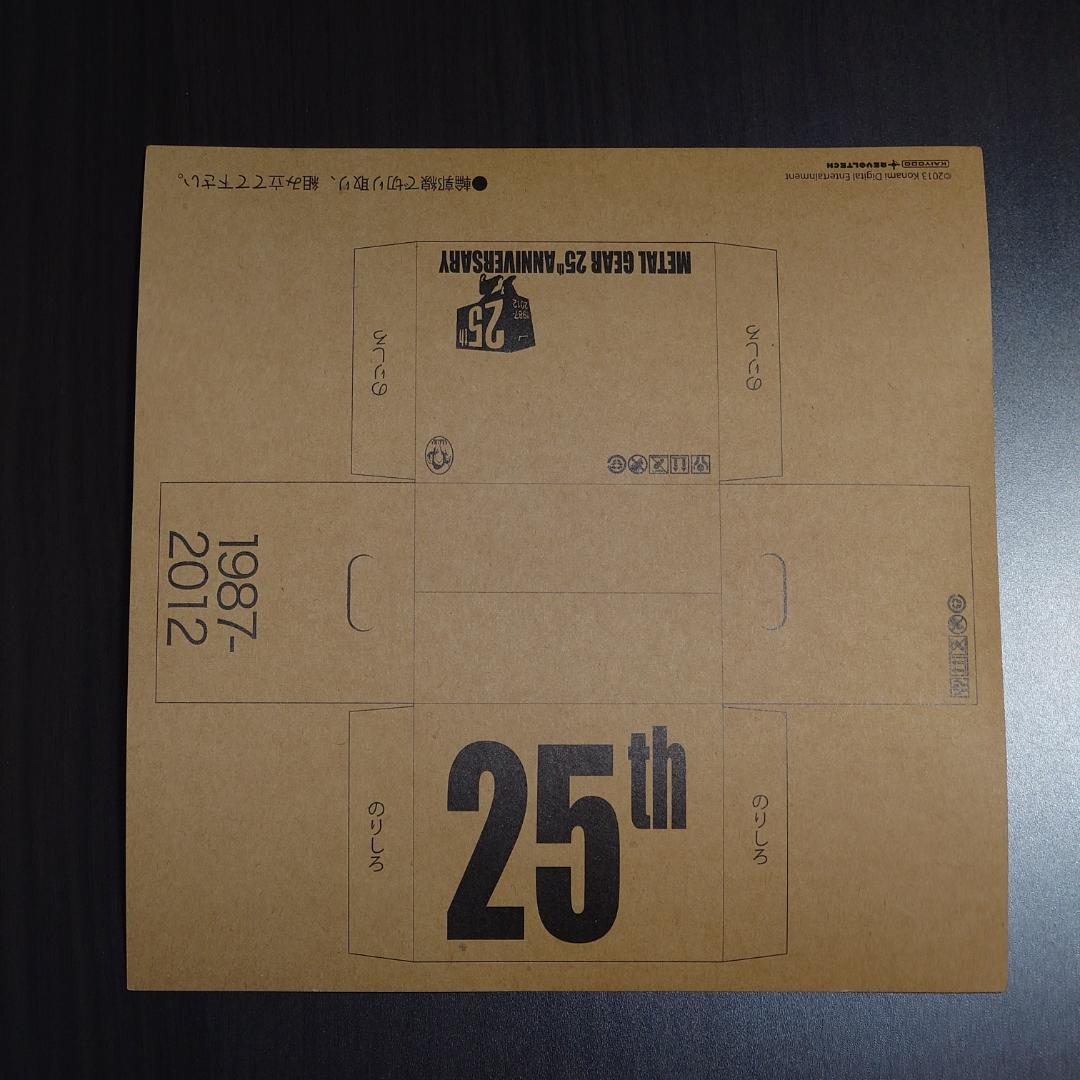 ●輪郭線で切り取り、組み立てて下さい。
KAIYODO REVOLTECH
©2013 Konami Digital Entertainment
METAL GEAR 25th ANNIVERSARY
1987-
2012
25th
のりしろ
のりしろ
1987-
2012
25th
のりしろ
のりしろ